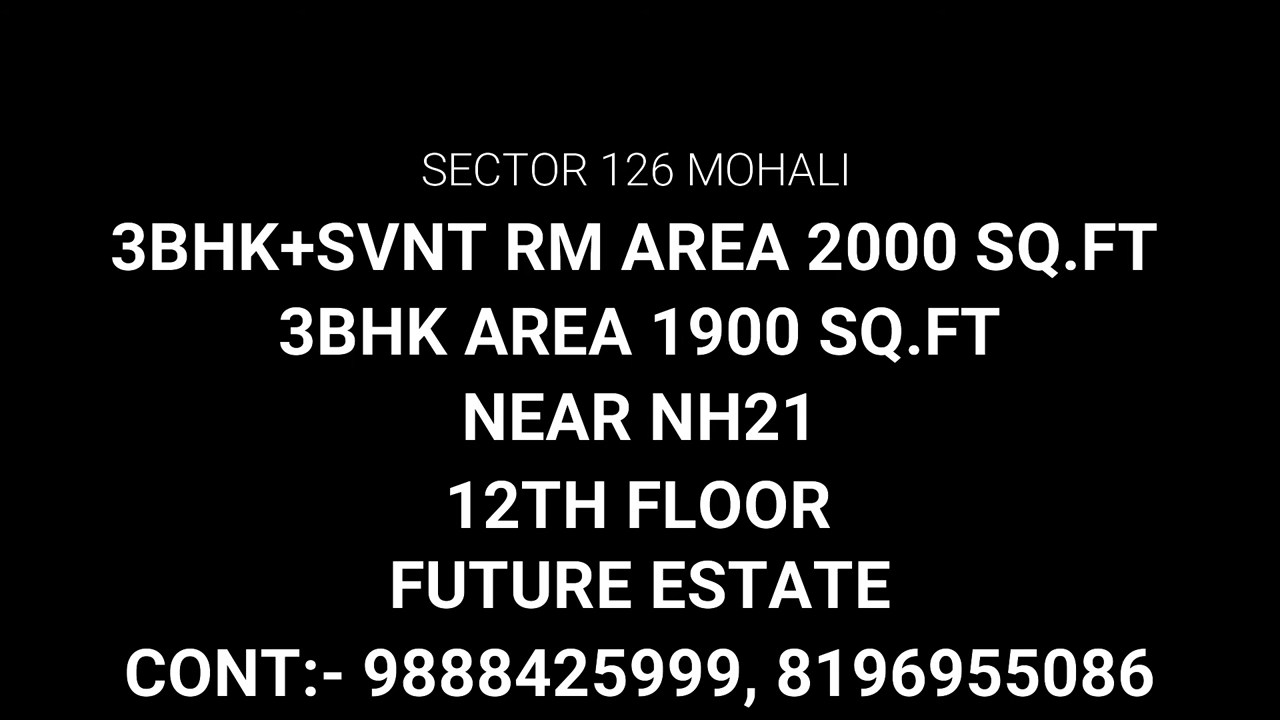 SECTOR 126 MOHALI
3BHK+SVNT RM AREA 2000 SQ.FT
3BHK AREA 1900 SQ.FT
NEAR NH21
12TH FLOOR
FUTURE ESTATE
CONT:- 9888425999, 8196955086